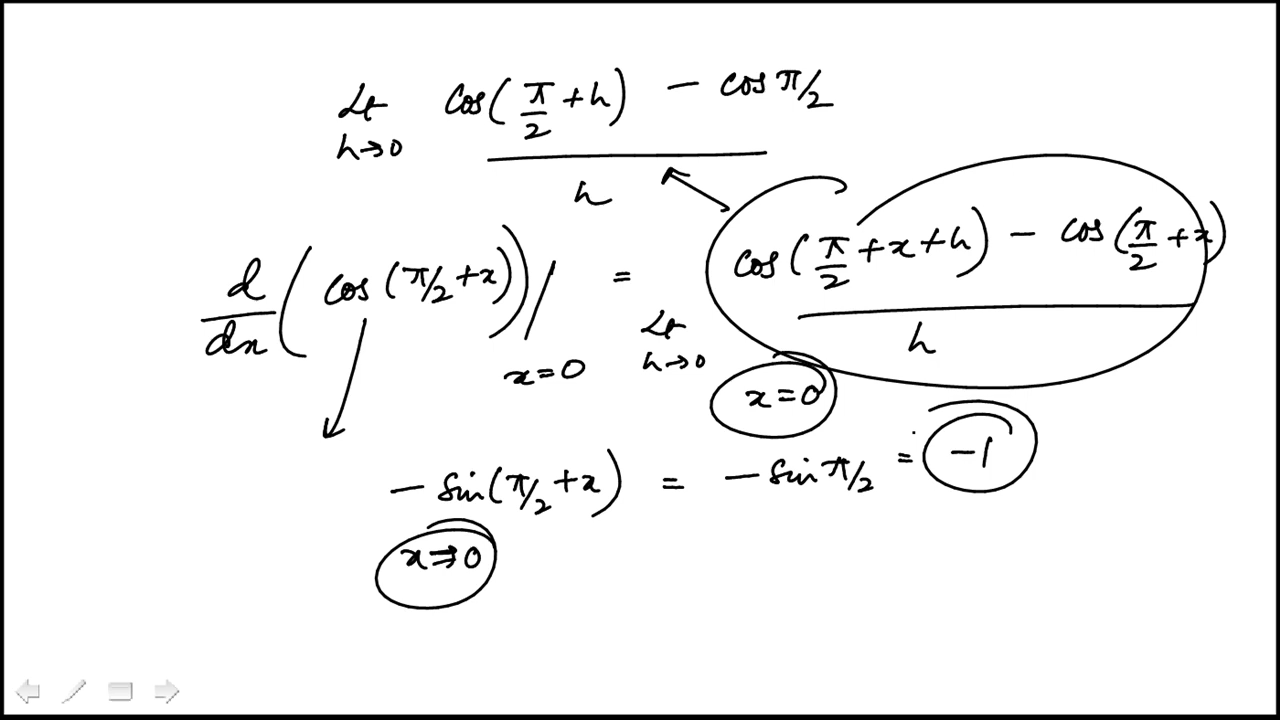 Lt h→0 cos(π/2 + h) − cos π/2
h
d/dx (cos(π/2 + x))/ x=0 = Lt h→0 x=0 cos(π/2 + x + h) − cos(π/2 + x)
h
− sin(π/2 + x) = − sin π/2 = −1
x⇒0